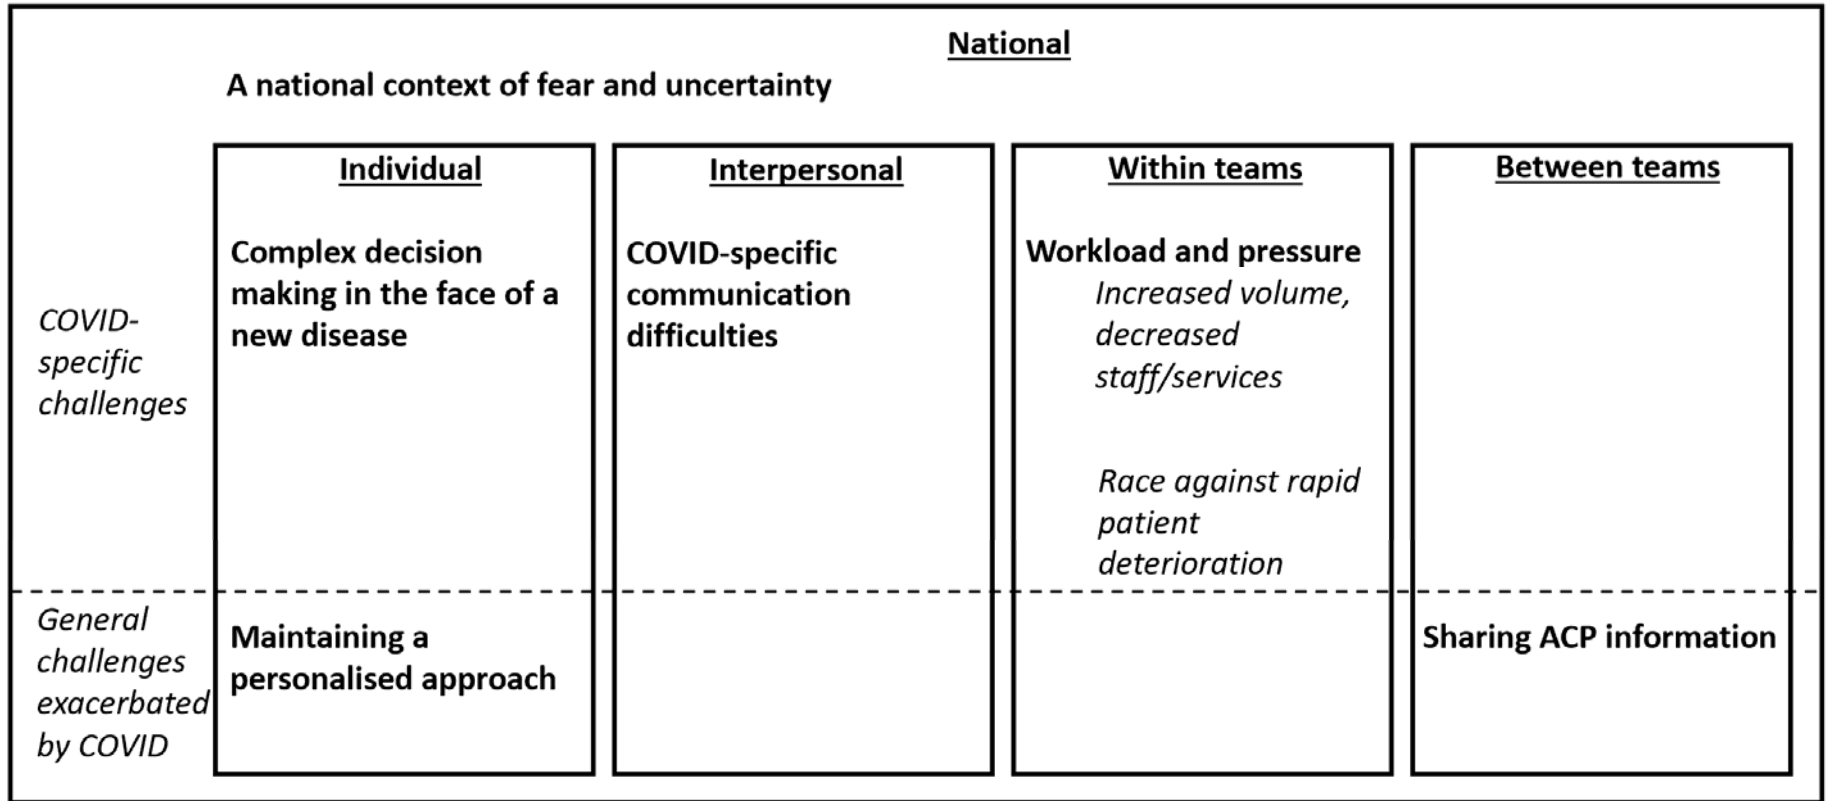 National
A national context of fear and uncertainty
Individual
Interpersonal
Within teams
Between teams
COVID-
specific
challenges
Complex decision
making in the face of a
new disease
COVID-specific
communication
difficulties
Workload and pressure
Increased volume,
decreased
staff/services
Race against rapid
patient
deterioration
General
challenges
exacerbated
by COVID
Maintaining a
personalised approach
Sharing ACP information